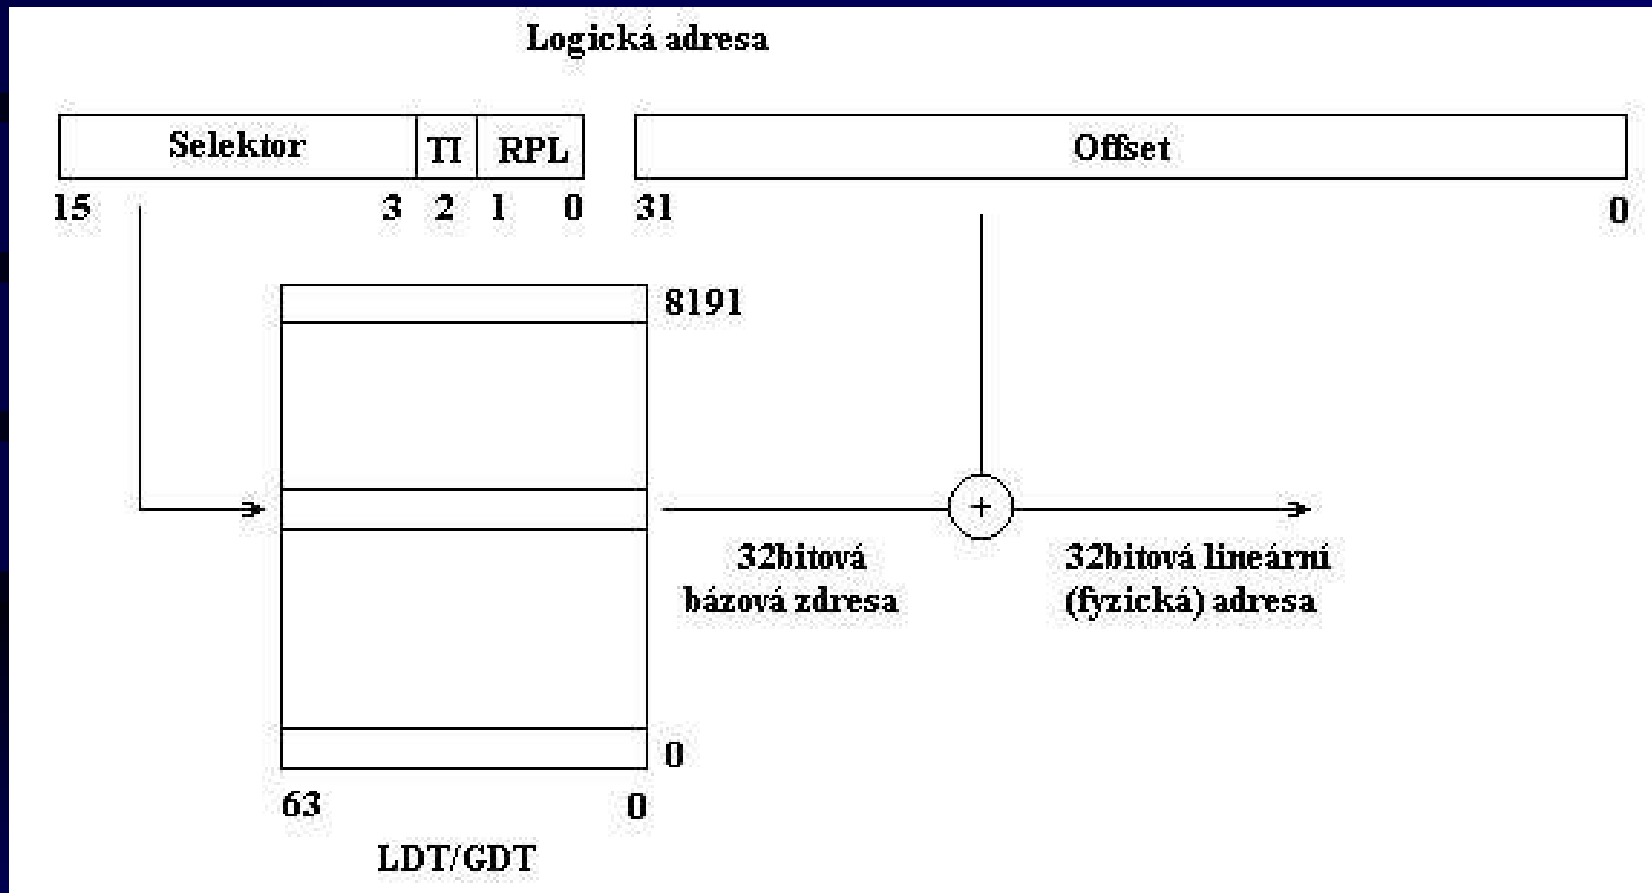 Logická adresa
Selektor TI RPL Offset
15 3 2 1 0 31 0
8191
32bitová
bázová zdresa
32bitová lineární
(fyzická) adresa
0
63 0
LDT/GDT